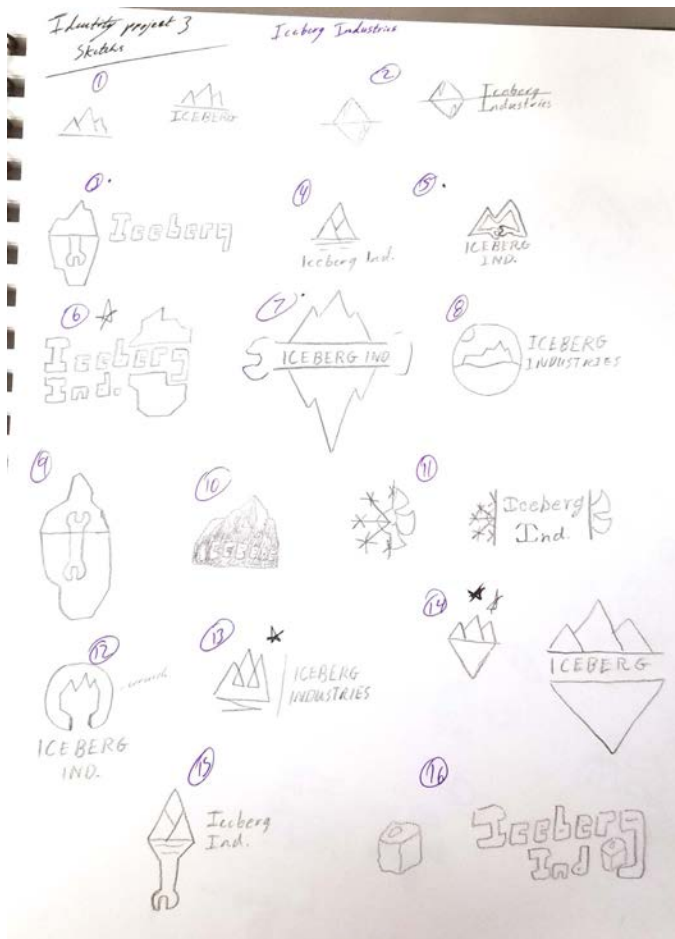 Identity project 3
Sketchs
Iceberg Industries
1
ICEBERG
2
Iceberg
Industries
3
Iceberg
4
Iceberg Ind.
5
ICEBERG
IND.
6
Iceberg
Ind.
7
ICEBERG IND
8
ICEBERG
INDUSTRIES
9
10
11
Iceberg
Ind.
12
ICEBERG
IND.
13
ICEBERG
INDUSTRIES
14
ICEBERG
15
Iceberg
Ind.
16
Iceberg
Ind